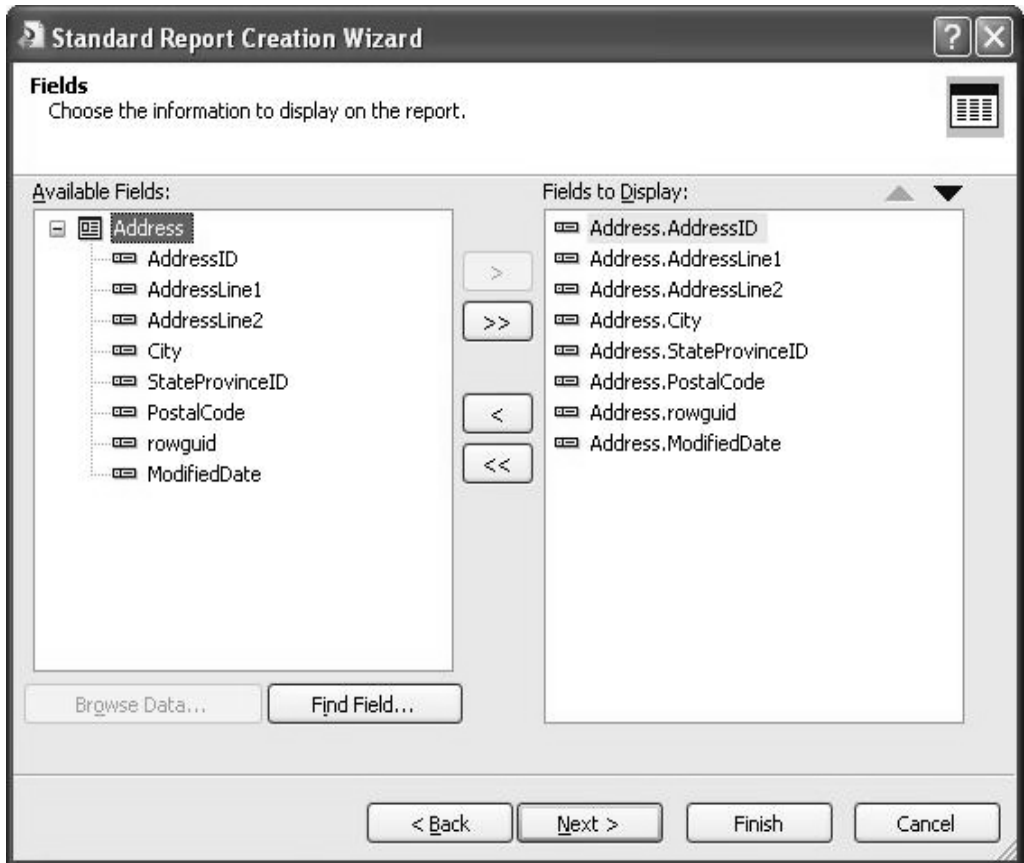 Standard Report Creation Wizard
Fields
Choose the information to display on the report.
Available Fields:
Address
AddressID
AddressLine1
AddressLine2
City
StateProvinceID
PostalCode
rowguid
ModifiedDate
>
>>
<
<<
Browse Data...
Find Field...
Fields to Display:
Address.AddressID
Address.AddressLine1
Address.AddressLine2
Address.City
Address.StateProvinceID
Address.PostalCode
Address.rowguid
Address.ModifiedDate
< Back
Next >
Finish
Cancel